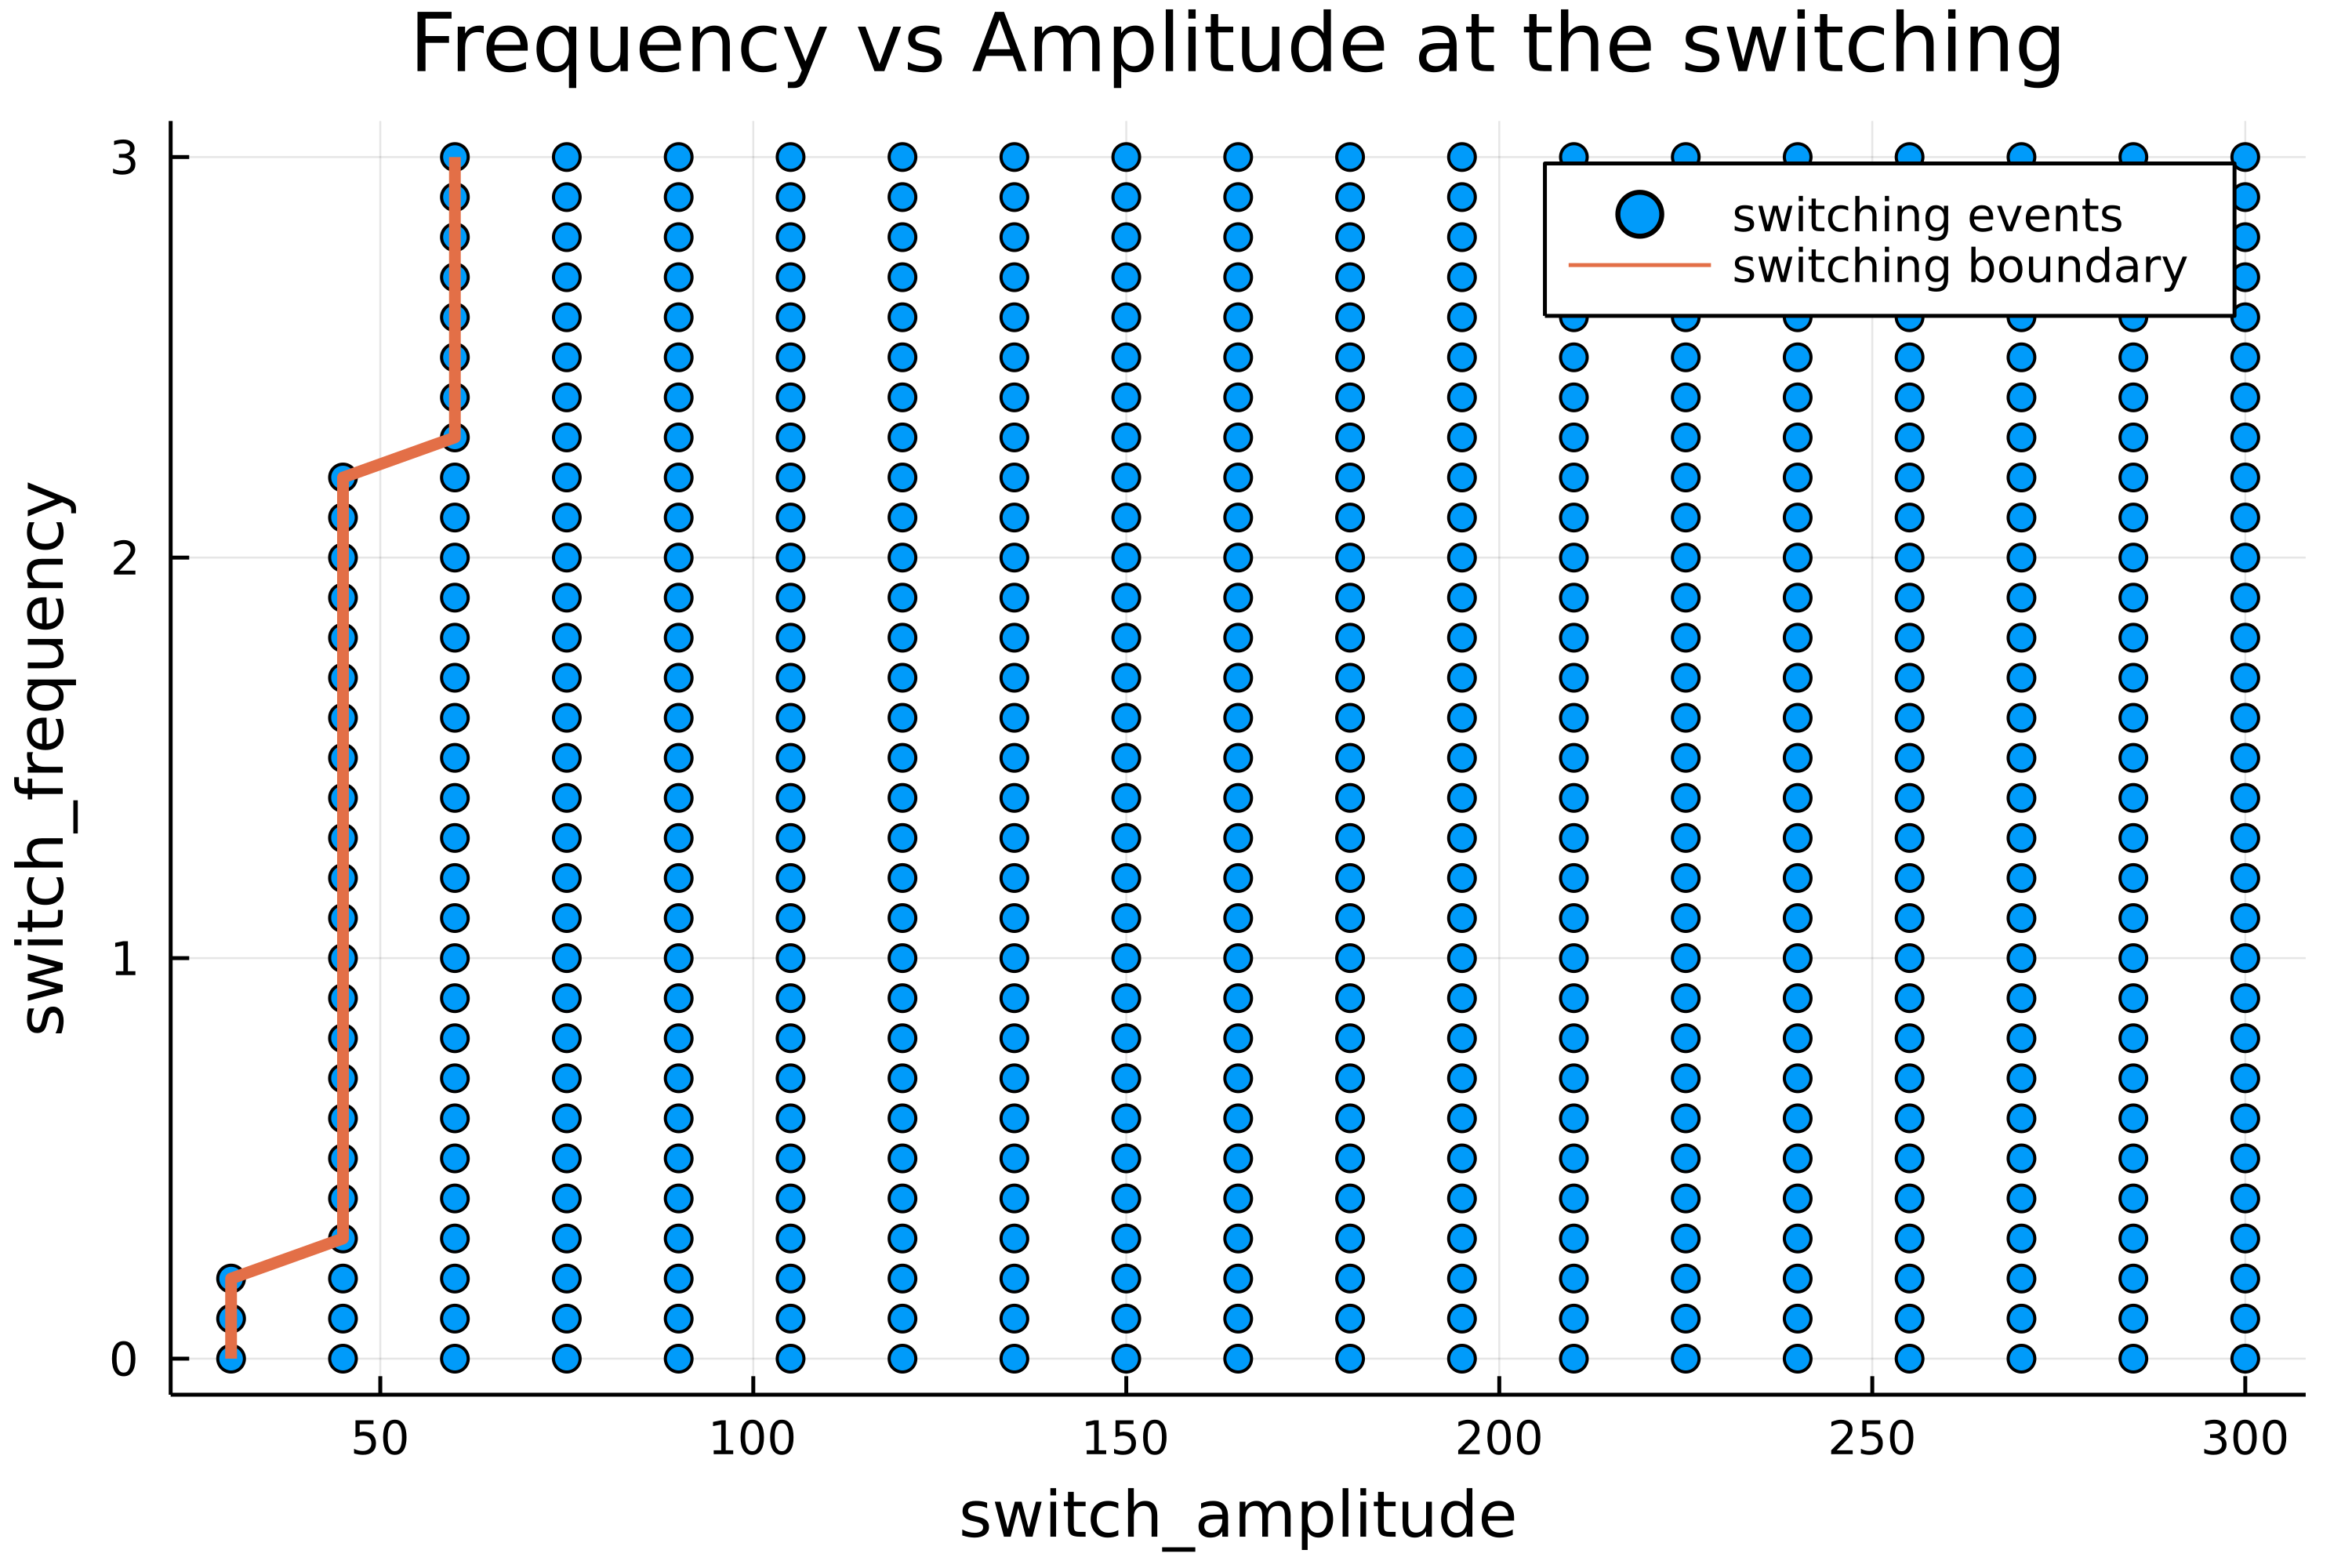 Frequency vs Amplitude at the switching
switch_frequency
3
2
1
0
switching events
switching boundary
50 100 150 200 250 300
switch_amplitude